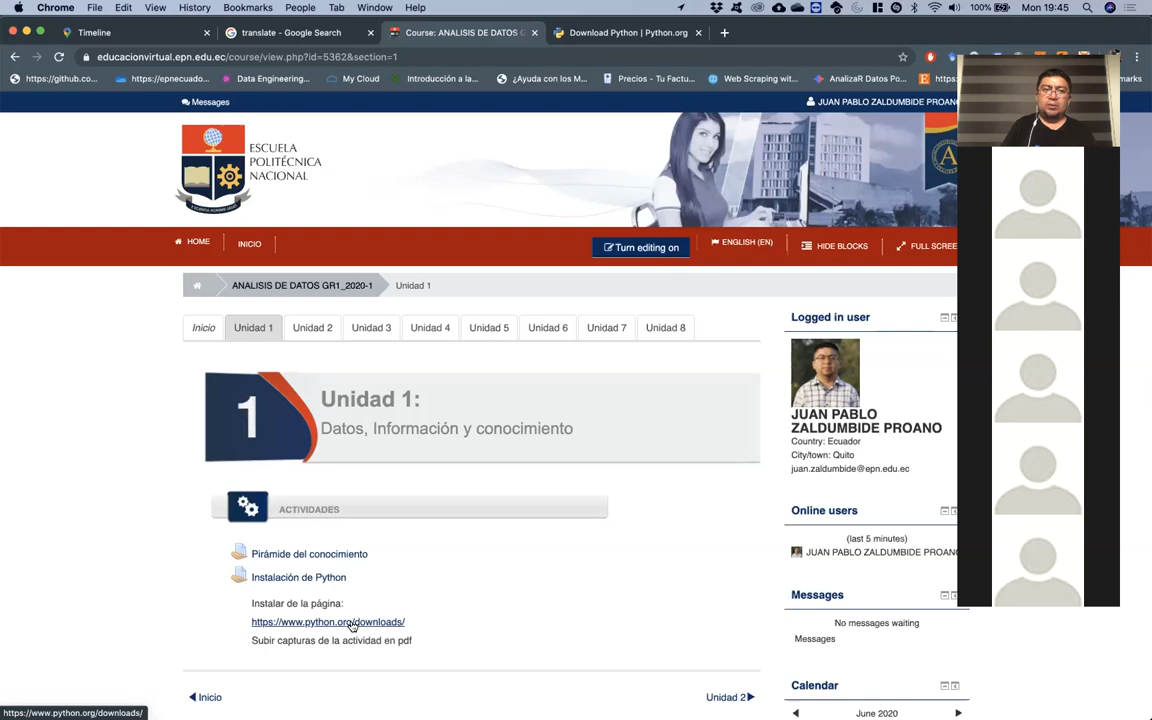 Chrome File Edit View History Bookmarks People Tab Window Help 100% Mon 19:45
Timeline translate - Google Search Course: ANALISIS DE DATOS G Download Python | Python.org
educacionvirtual.epn.edu.ec/course/view.php?id=5362&section=1
https://github.co... https://epnecuado... Data Engineering... My Cloud Introducción a la... ¿Ayuda con los M... Precios - Tu Factu... Web Scraping wit... AnalizaR Datos Po...
Messages JUAN PABLO ZALDUMBIDE PROANO
ESCUELA
POLITÉCNICA
NACIONAL
HOME INICIO Turn editing on ENGLISH (EN) HIDE BLOCKS FULL SCREE
ANALISIS DE DATOS GR1_2020-1 Unidad 1
Inicio Unidad 1 Unidad 2 Unidad 3 Unidad 4 Unidad 5 Unidad 6 Unidad 7 Unidad 8
1
Unidad 1:
Datos, Información y conocimiento
ACTIVIDADES
Pirámide del conocimiento
Instalación de Python
Instalar de la página:
https://www.python.org/downloads/
Subir capturas de la actividad en pdf
Inicio Unidad 2
Logged in user
JUAN PABLO
ZALDUMBIDE PROANO
Country: Ecuador
City/town: Quito
juan.zaldumbide@epn.edu.ec
Online users
(last 5 minutes)
JUAN PABLO ZALDUMBIDE PROANO
Messages
No messages waiting
Messages
Calendar
June 2020
https://www.python.org/downloads/